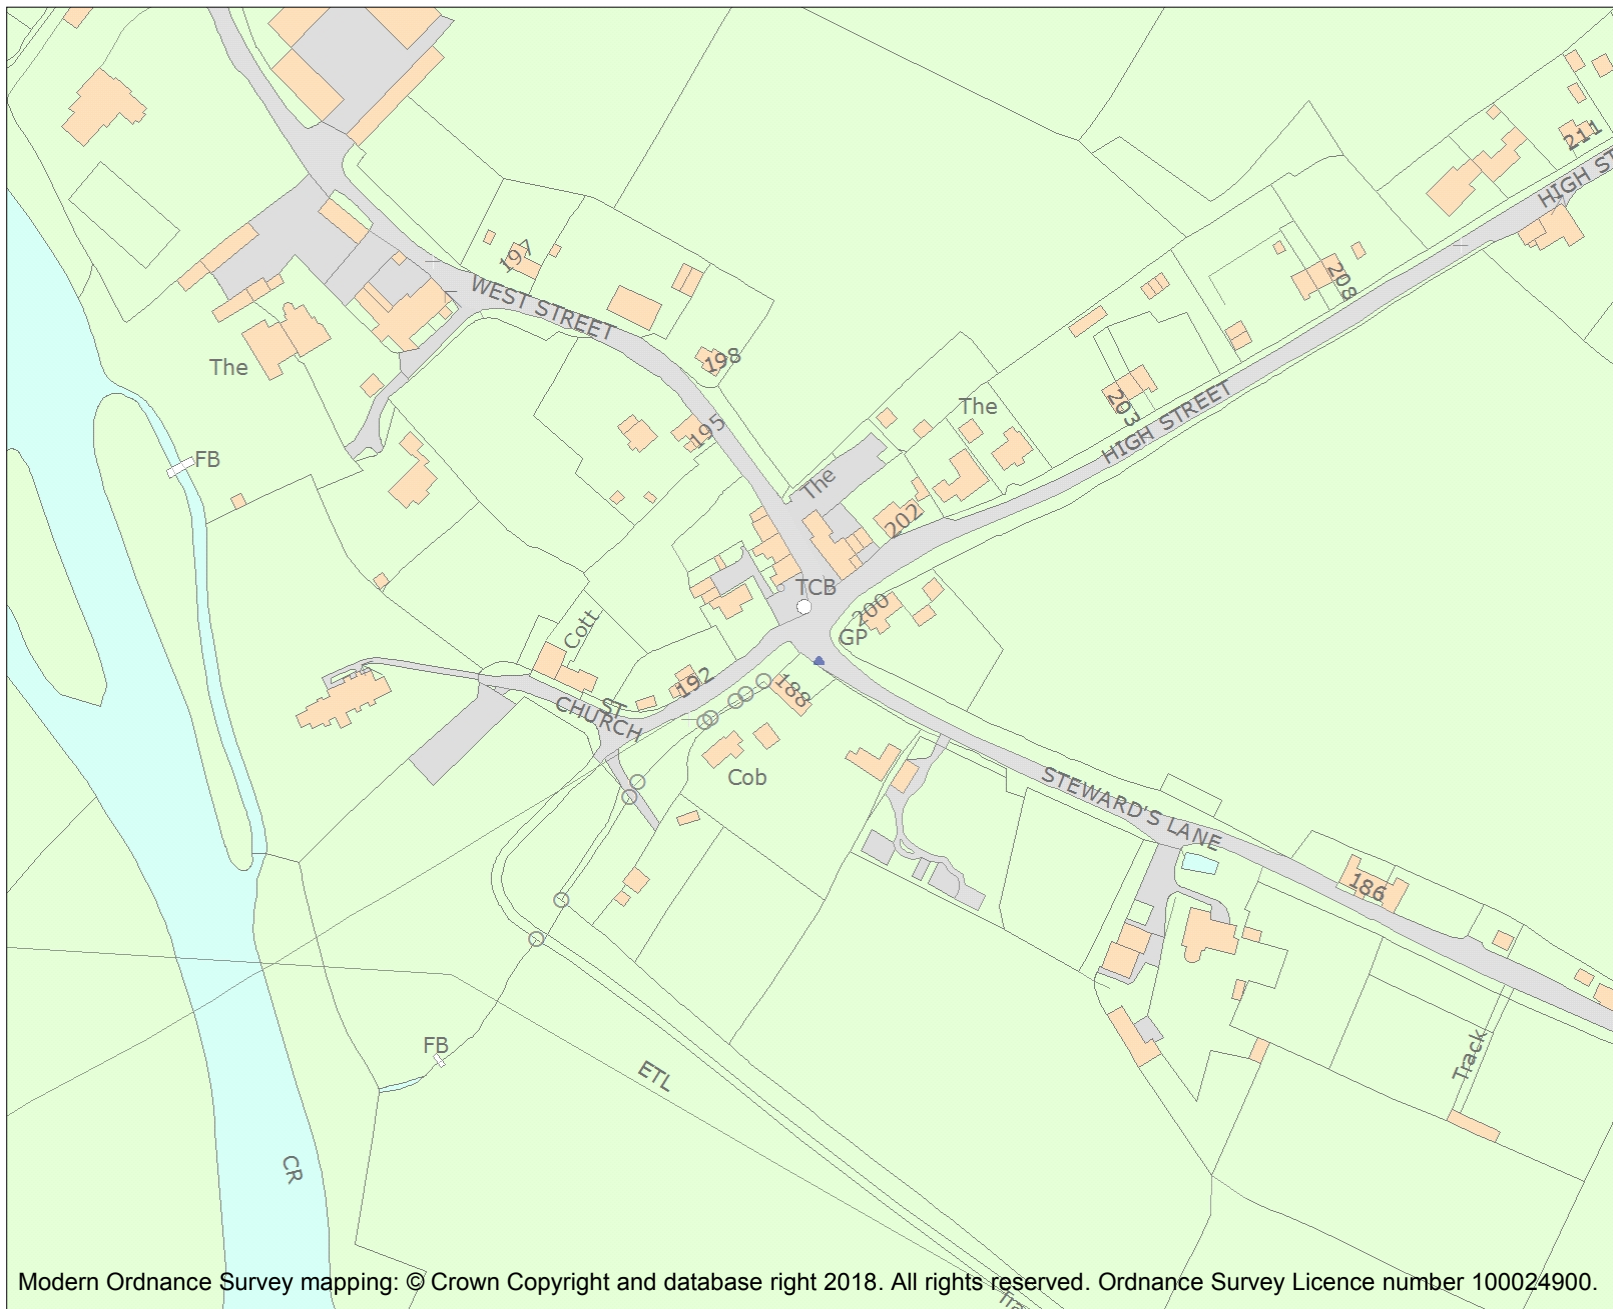 211
HIGH ST
197
WEST STREET
208
The
198
203
HIGH STREET
The
195
FB
The
202
TCB
200
Cott
GP
192
188
CHURCH
ST
Cob
STEWARD'S LANE
186
FB
ETL
Track
CR
Modern Ordnance Survey mapping: © Crown Copyright and database right 2018. All rights reserved. Ordnance Survey Licence number 100024900.